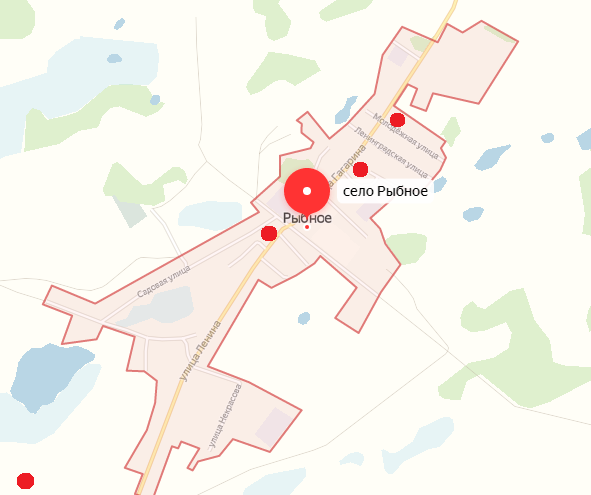 Молодёжная улица
Ленинградская улица
а Гагарина
село Рыбное
Рыбное
Садовая улица
улица Ленина
улица Некрасова